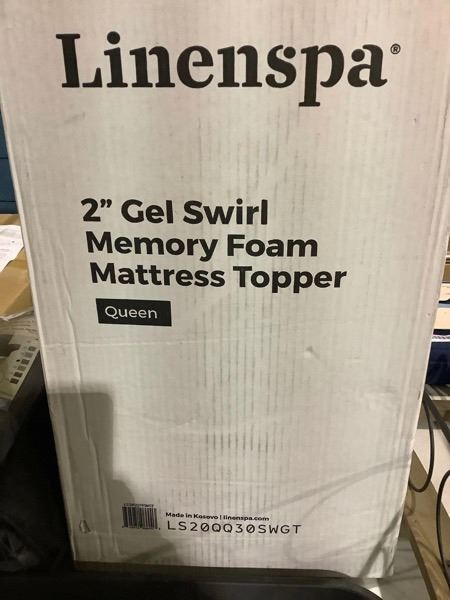 Linenspa®
2” Gel Swirl
Memory Foam
Mattress Topper
Queen
Made in Kosovo | linenspa.com
LS20QQ30SWGT